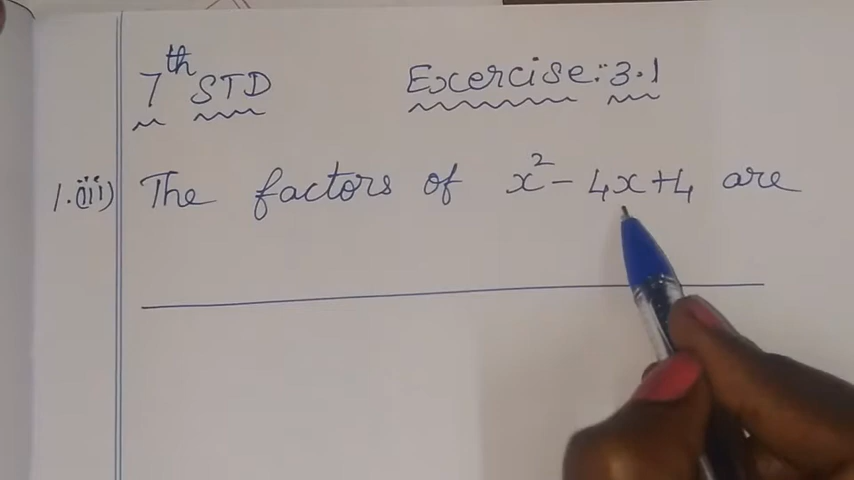 7th STD Exercise: 3.1
1.(iii) The factors of x² - 4x + 4 are